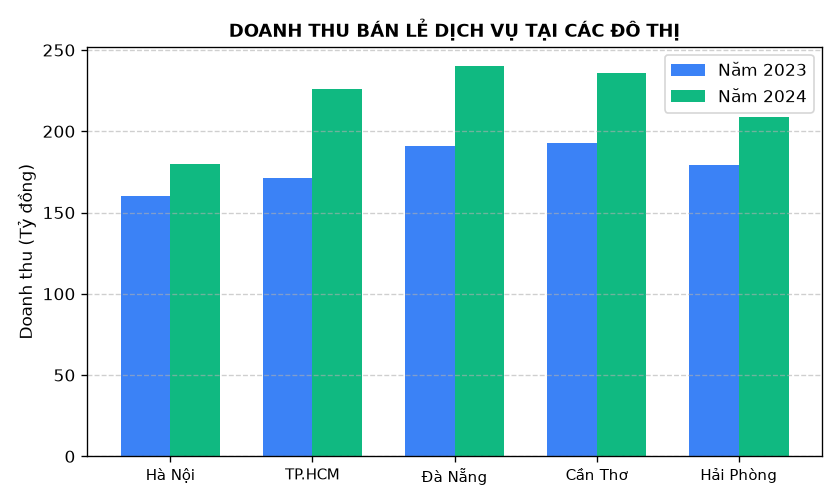 DOANH THU BÁN LẺ DỊCH VỤ TẠI CÁC ĐÔ THỊ
Năm 2023
Năm 2024
Doanh thu (Tỷ đồng)
250
200
150
100
50
0
Hà Nội TP.HCM Đà Nẵng Cần Thơ Hải Phòng